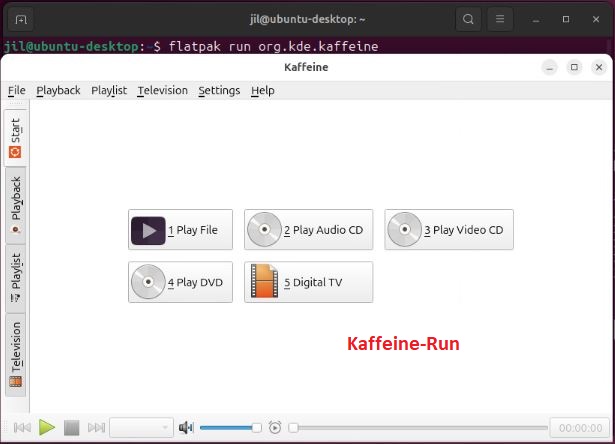 jil@ubuntu-desktop: ~
jil@ubuntu-desktop:~$ flatpak run org.kde.kaffeine
Kaffeine
File Playback Playlist Television Settings Help
Start
Playback
Playlist
Television
1 Play File
2 Play Audio CD
3 Play Video CD
4 Play DVD
5 Digital TV
Kaffeine-Run
00:00:00